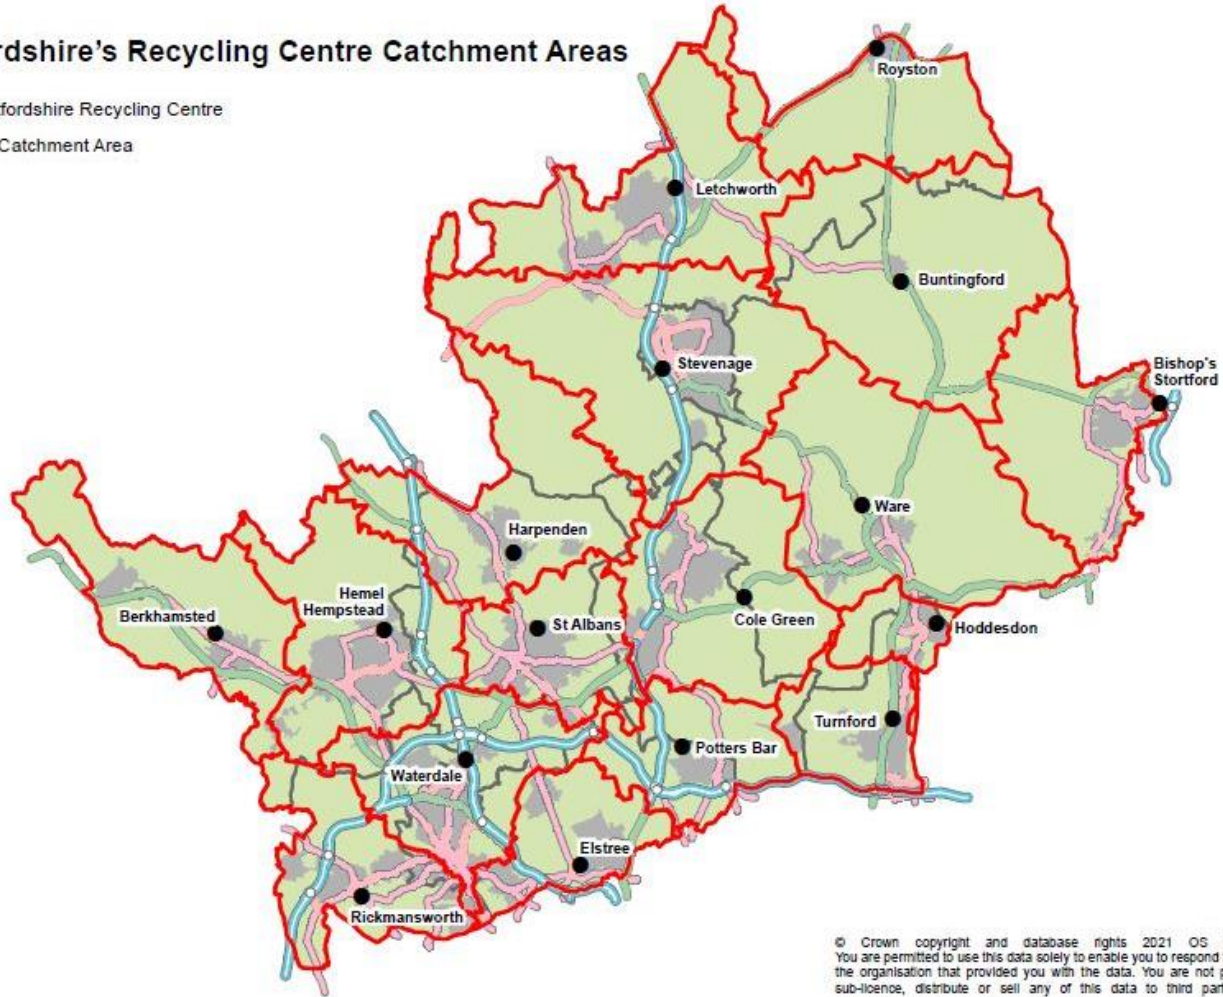 rdshire's Recycling Centre Catchment Areas
tfordshire Recycling Centre
Catchment Area
Royston
Letchworth
Buntingford
Stevenage
Bishop's
Stortford
Ware
Harpenden
Hemel
Hempstead
Berkhamsted
St Albans
Cole Green
Hoddesdon
Turnford
Potters Bar
Waterdale
Elstree
Rickmansworth
© Crown copyright and database rights 2021 OS
You are permitted to use this data solely to enable you to respond
the organisation that provided you with the data. You are not p
sub-licence, distribute or sell any of this data to third par